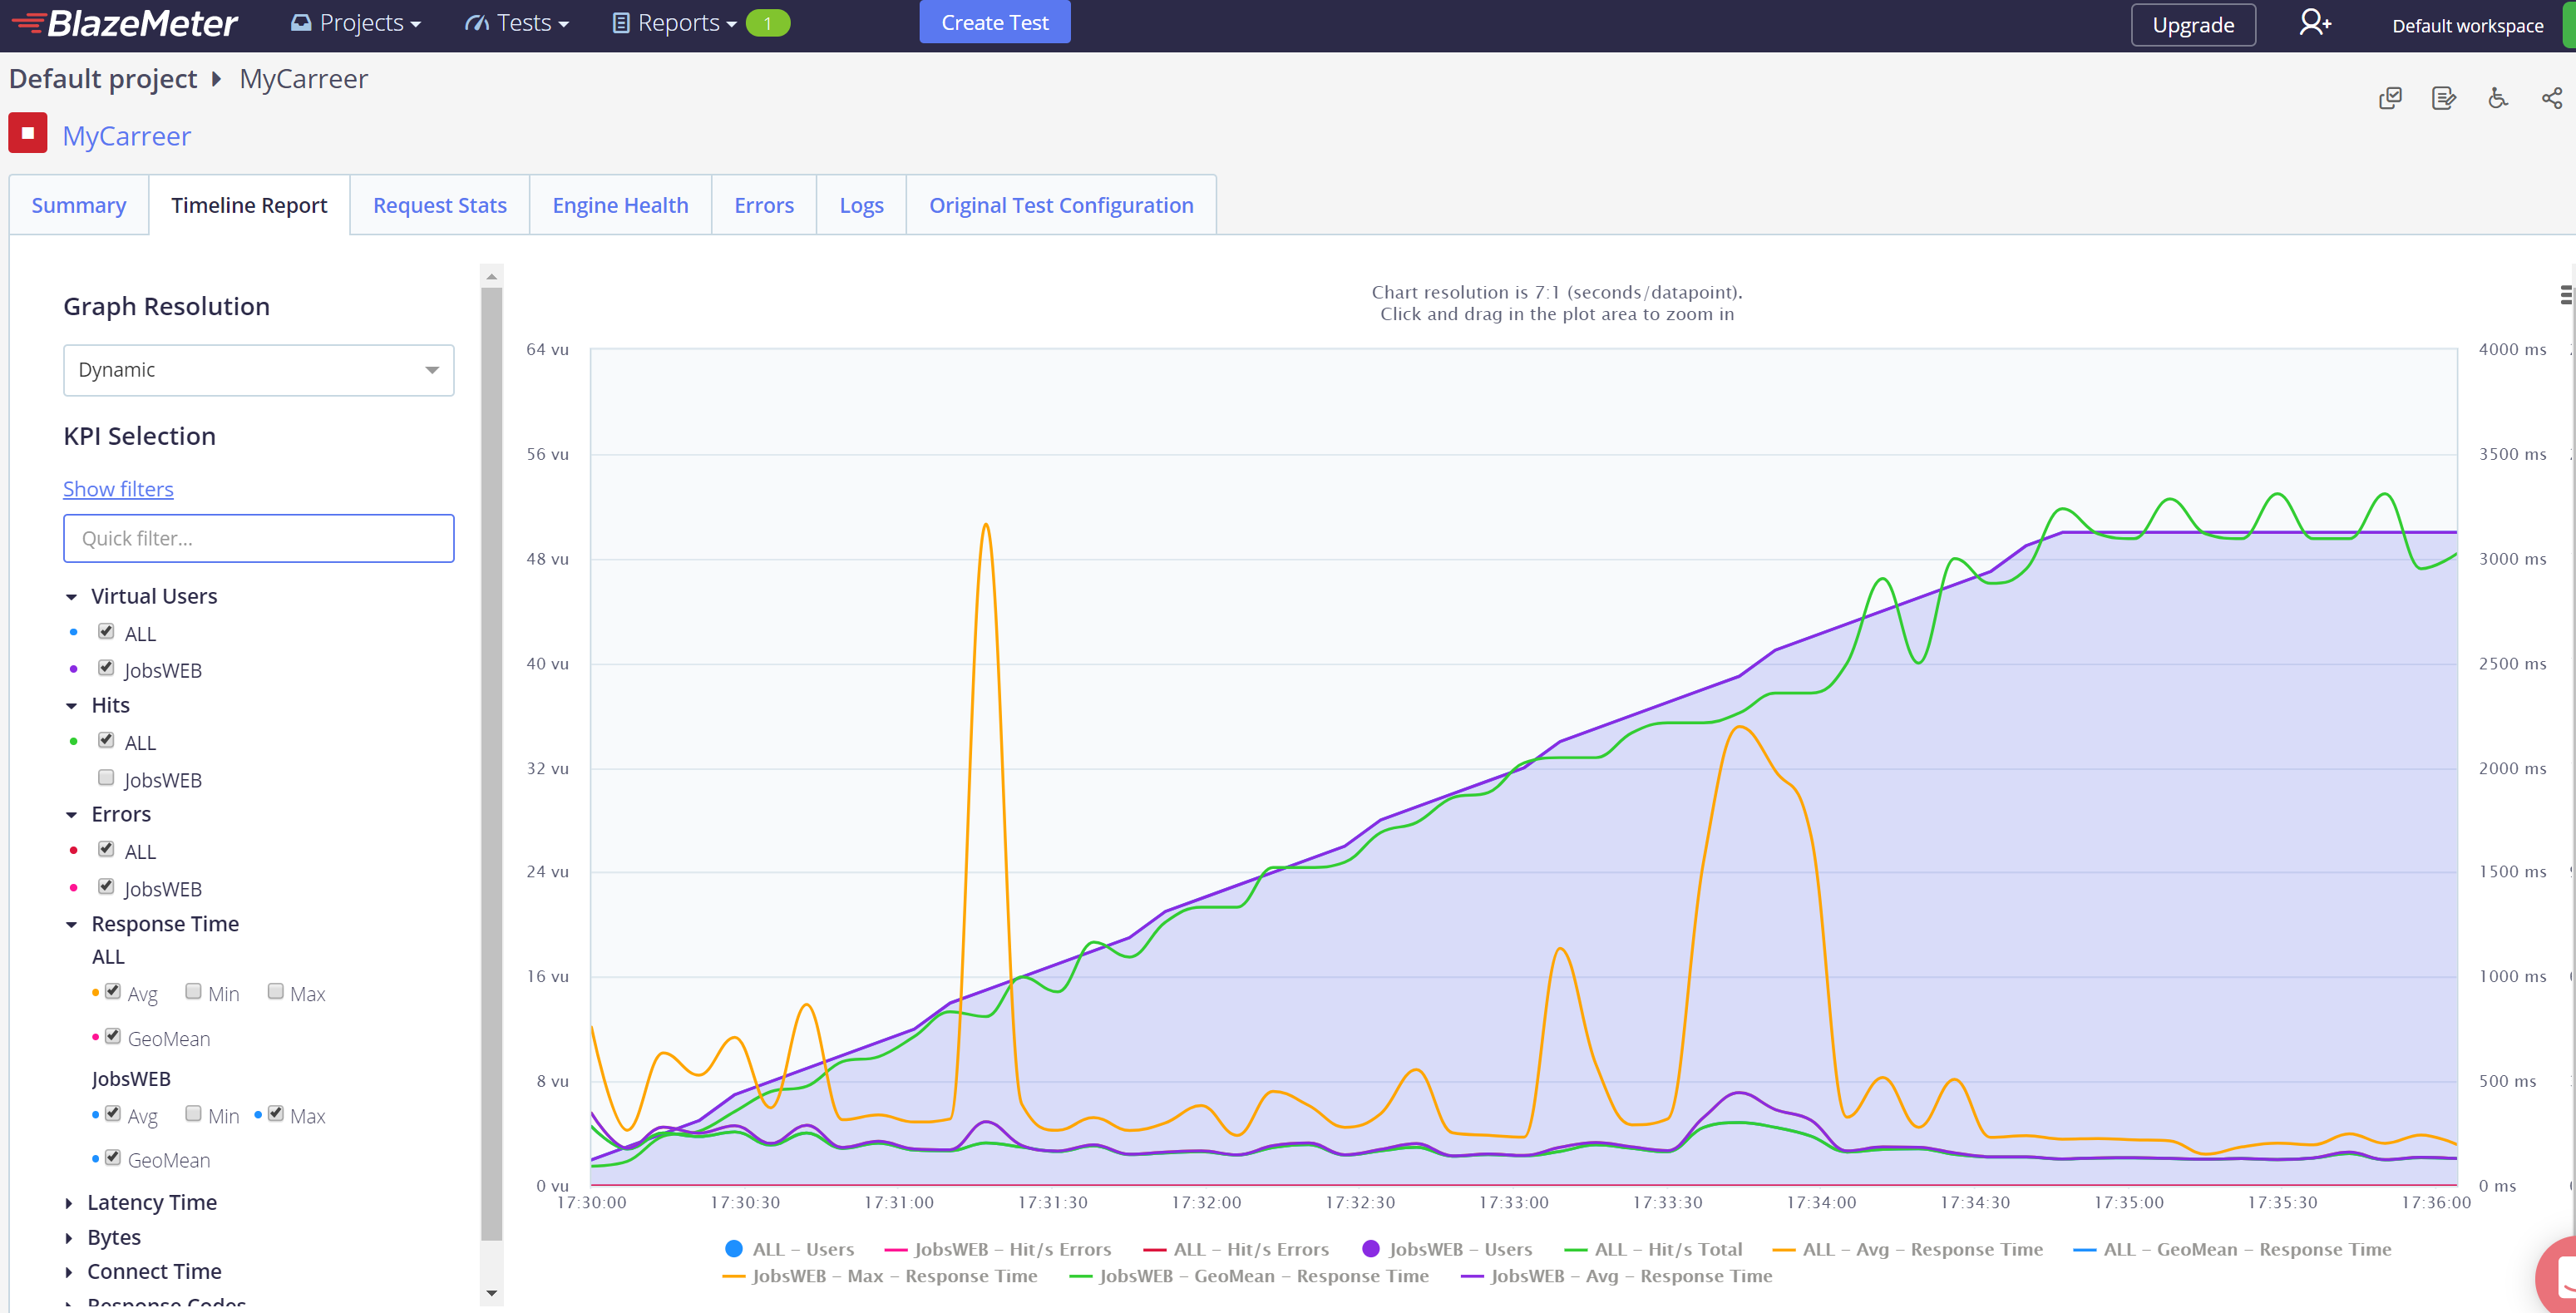 BlazeMeter Projects Tests Reports 1 Create Test Upgrade Default workspace
Default project MyCarreer
MyCarreer
Summary Timeline Report Request Stats Engine Health Errors Logs Original Test Configuration
Graph Resolution
Dynamic
KPI Selection
Show filters
Quick filter...
Virtual Users
ALL
JobsWEB
Hits
ALL
JobsWEB
Errors
ALL
JobsWEB
Response Time
ALL
Avg Min Max
GeoMean
JobsWEB
Avg Min Max
GeoMean
Latency Time
Bytes
Connect Time
Response Codes
Chart resolution is 7:1 (seconds/datapoint).
Click and drag in the plot area to zoom in
64 vu 4000 ms
56 vu 3500 ms
48 vu 3000 ms
40 vu 2500 ms
32 vu 2000 ms
24 vu 1500 ms
16 vu 1000 ms
8 vu 500 ms
0 vu 0 ms
17:30:00 17:30:30 17:31:00 17:31:30 17:32:00 17:32:30 17:33:00 17:33:30 17:34:00 17:34:30 17:35:00 17:35:30 17:36:00
ALL - Users JobsWEB - Hit/s Errors ALL - Hit/s Errors JobsWEB - Users ALL - Hit/s Total ALL - Avg - Response Time ALL - GeoMean - Response Time
JobsWEB - Max - Response Time JobsWEB - GeoMean - Response Time JobsWEB - Avg - Response Time